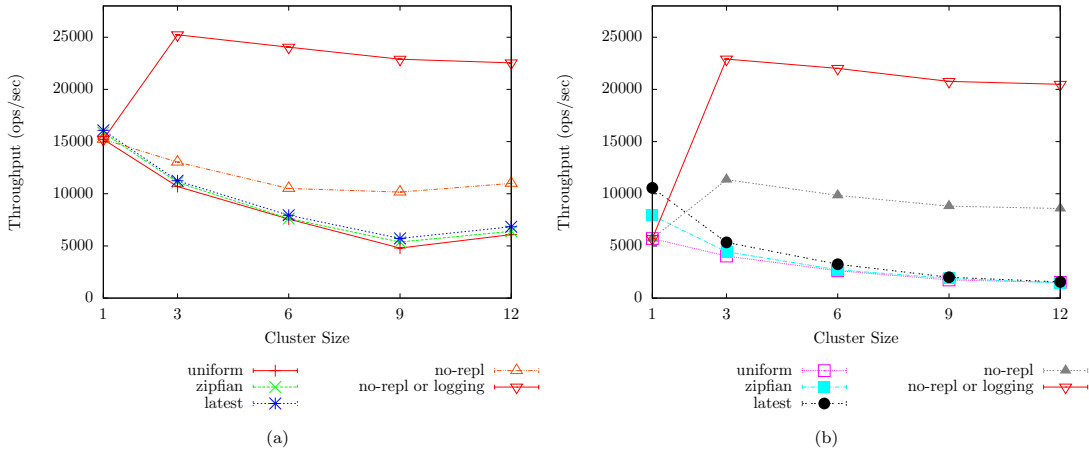 25000
20000
15000
10000
5000
0
Throughput (ops/sec)
1 3 6 9 12
Cluster Size
uniform
zipfian
latest
no-repl
no-repl or logging
(a)
25000
20000
15000
10000
5000
0
Throughput (ops/sec)
1 3 6 9 12
Cluster Size
uniform
zipfian
latest
no-repl
no-repl or logging
(b)